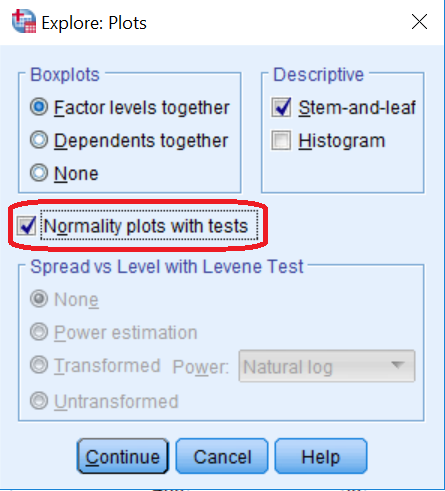 Explore: Plots
Boxplots
Factor levels together
Dependents together
None
Descriptive
Stem-and-leaf
Histogram
Normality plots with tests
Spread vs Level with Levene Test
None
Power estimation
Transformed Power: Natural log
Untransformed
Continue Cancel Help